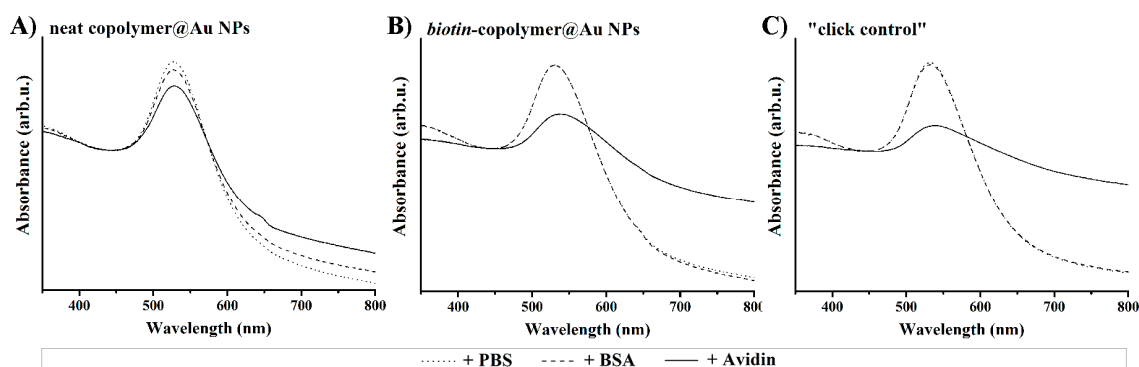 A) neat copolymer@Au NPs
Absorbance (arb.u.)
400 500 600 700 800
Wavelength (nm)
B) biotin-copolymer@Au NPs
Absorbance (arb.u.)
400 500 600 700 800
Wavelength (nm)
C) "click control"
Absorbance (arb.u.)
400 500 600 700 800
Wavelength (nm)
+ PBS + BSA + Avidin